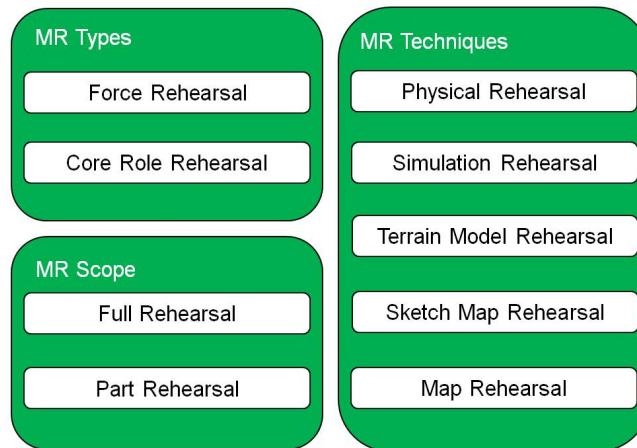 MR Types
Force Rehearsal
Core Role Rehearsal
MR Scope
Full Rehearsal
Part Rehearsal
MR Techniques
Physical Rehearsal
Simulation Rehearsal
Terrain Model Rehearsal
Sketch Map Rehearsal
Map Rehearsal